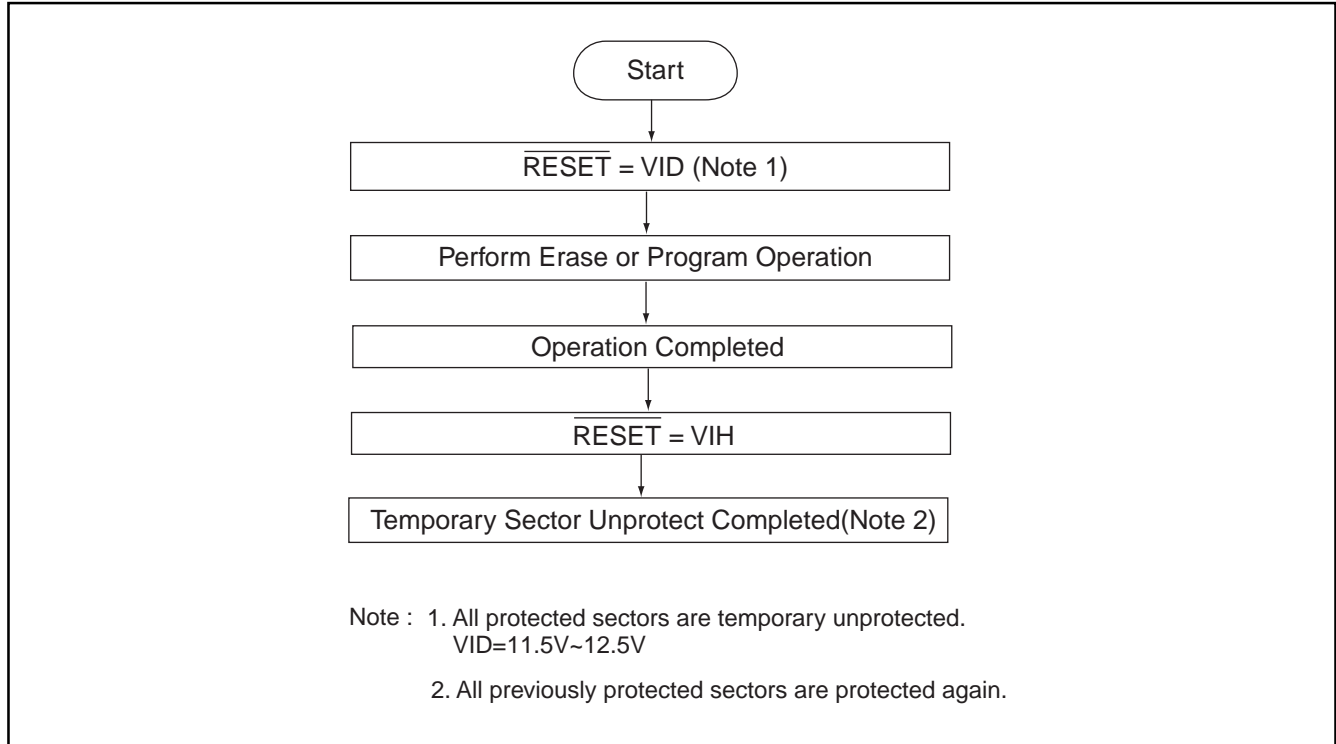 Start
R̅E̅S̅E̅T̅ = VID (Note 1)
Perform Erase or Program Operation
Operation Completed
R̅E̅S̅E̅T̅ = VIH
Temporary Sector Unprotect Completed(Note 2)
Note : 1. All protected sectors are temporary unprotected.
VID=11.5V~12.5V
2. All previously protected sectors are protected again.